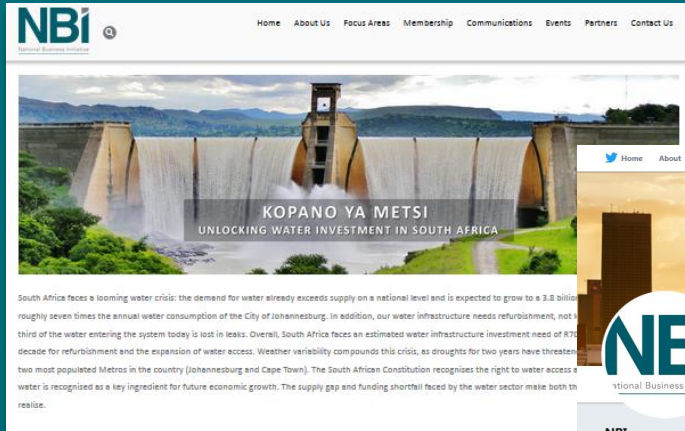 NBi
National Business Initiative
Home About Us Focus Areas Membership Communications Events Partners Contact Us
KOPANO YA METSI
UNLOCKING WATER INVESTMENT IN SOUTH AFRICA
South Africa faces a looming water crisis: the demand for water already exceeds supply on a national level and is expected to grow to a 3.8 billio
roughly seven times the annual water consumption of the City of Johannesburg. In addition, our water infrastructure needs refurbishment, not
third of the water entering the system today is lost in leaks. Overall, South Africa faces an estimated water infrastructure investment need of R70
decade for refurbishment and the expansion of water access. Weather variability compounds this crisis, as droughts for two years have threaten
two most populated Metros in the country (Johannesburg and Cape Town). The South African Constitution recognises the right to water access
water is recognised as a key ingredient for future economic growth. The supply gap and funding shortfall faced by the water sector make both th
realise.
Home About
NB
tional Business
NBI